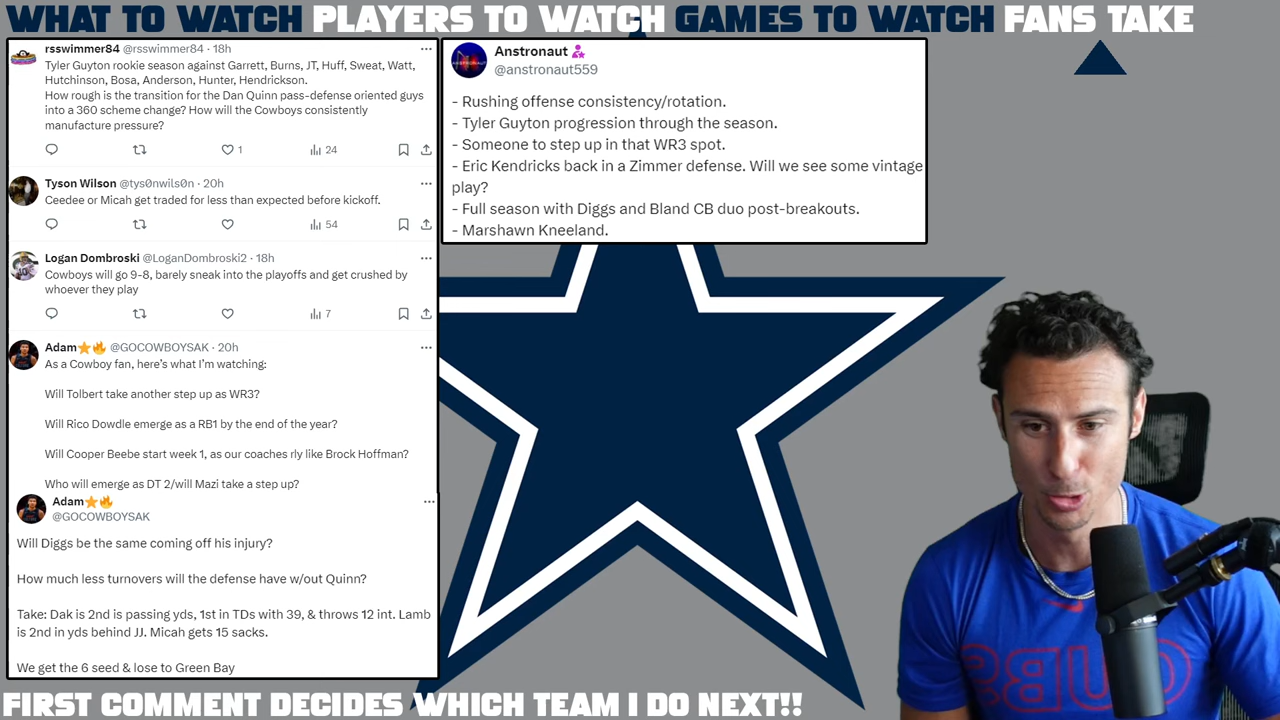 WHAT TO WATCH PLAYERS TO WATCH GAMES TO WATCH FANS TAKE
rsswimmer84 @rsswimmer84 · 18h
Tyler Guyton rookie season against Garrett, Burns, JT, Huff, Sweat, Watt,
Hutchinson, Bosa, Anderson, Hunter, Hendrickson.
How rough is the transition for the Dan Quinn pass-defense oriented guys
into a 360 scheme change? How will the Cowboys consistently
manufacture pressure?
1 24
Tyson Wilson @tys0nwils0n · 20h
Ceedee or Micah get traded for less than expected before kickoff.
54
Logan Dombroski @LoganDombroski2 · 18h
Cowboys will go 9-8, barely sneak into the playoffs and get crushed by
whoever they play
7
Adam⭐🔥 @GOCOWBOYSAK · 20h
As a Cowboy fan, here's what I'm watching:
Will Tolbert take another step up as WR3?
Will Rico Dowdle emerge as a RB1 by the end of the year?
Will Cooper Beebe start week 1, as our coaches rly like Brock Hoffman?
Who will emerge as DT 2/will Mazi take a step up?
Adam⭐🔥
@GOCOWBOYSAK
Will Diggs be the same coming off his injury?
How much less turnovers will the defense have w/out Quinn?
Take: Dak is 2nd is passing yds, 1st in TDs with 39, & throws 12 int. Lamb
is 2nd in yds behind JJ. Micah gets 15 sacks.
We get the 6 seed & lose to Green Bay
Anstronaut
@anstronaut559
- Rushing offense consistency/rotation.
- Tyler Guyton progression through the season.
- Someone to step up in that WR3 spot.
- Eric Kendricks back in a Zimmer defense. Will we see some vintage
play?
- Full season with Diggs and Bland CB duo post-breakouts.
- Marshawn Kneeland.
CUBS
FIRST COMMENT DECIDES WHICH TEAM I DO NEXT!!